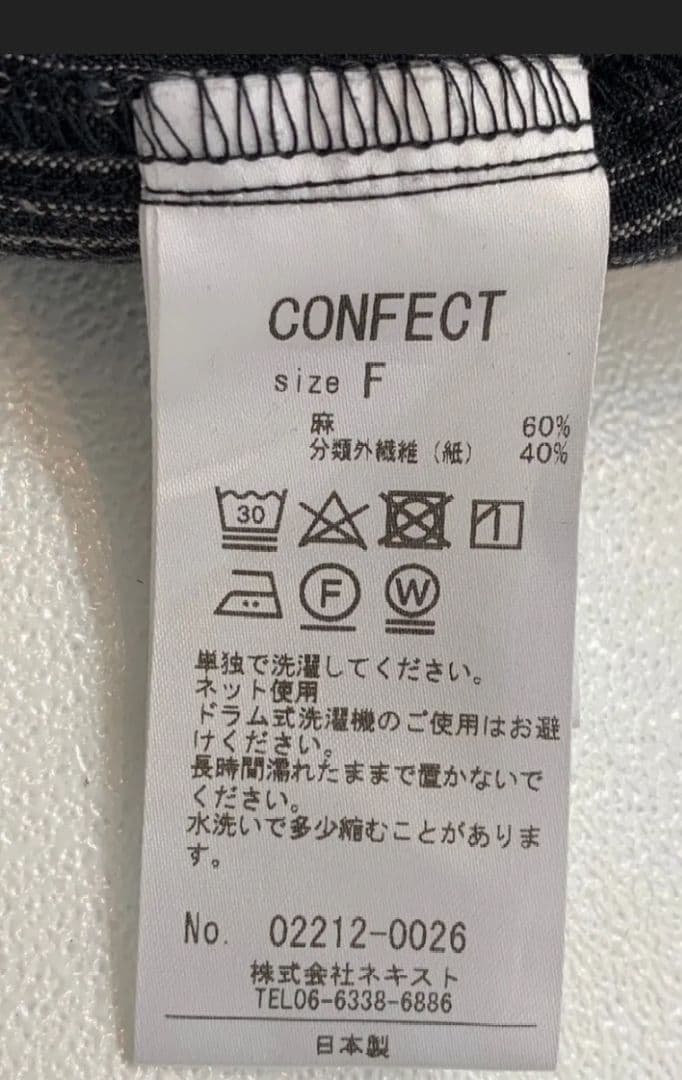 CONFECT
size F
麻 60%
分類外繊維（紙） 40%
30
F W
単独で洗濯してください。
ネット使用
ドラム式洗濯機のご使用はお避
けください。
長時間濡れたままで置かないで
ください。
水洗いで多少縮むことがありま
す。
No. 02212-0026
株式会社ネキスト
TEL06-6338-6886
日本製